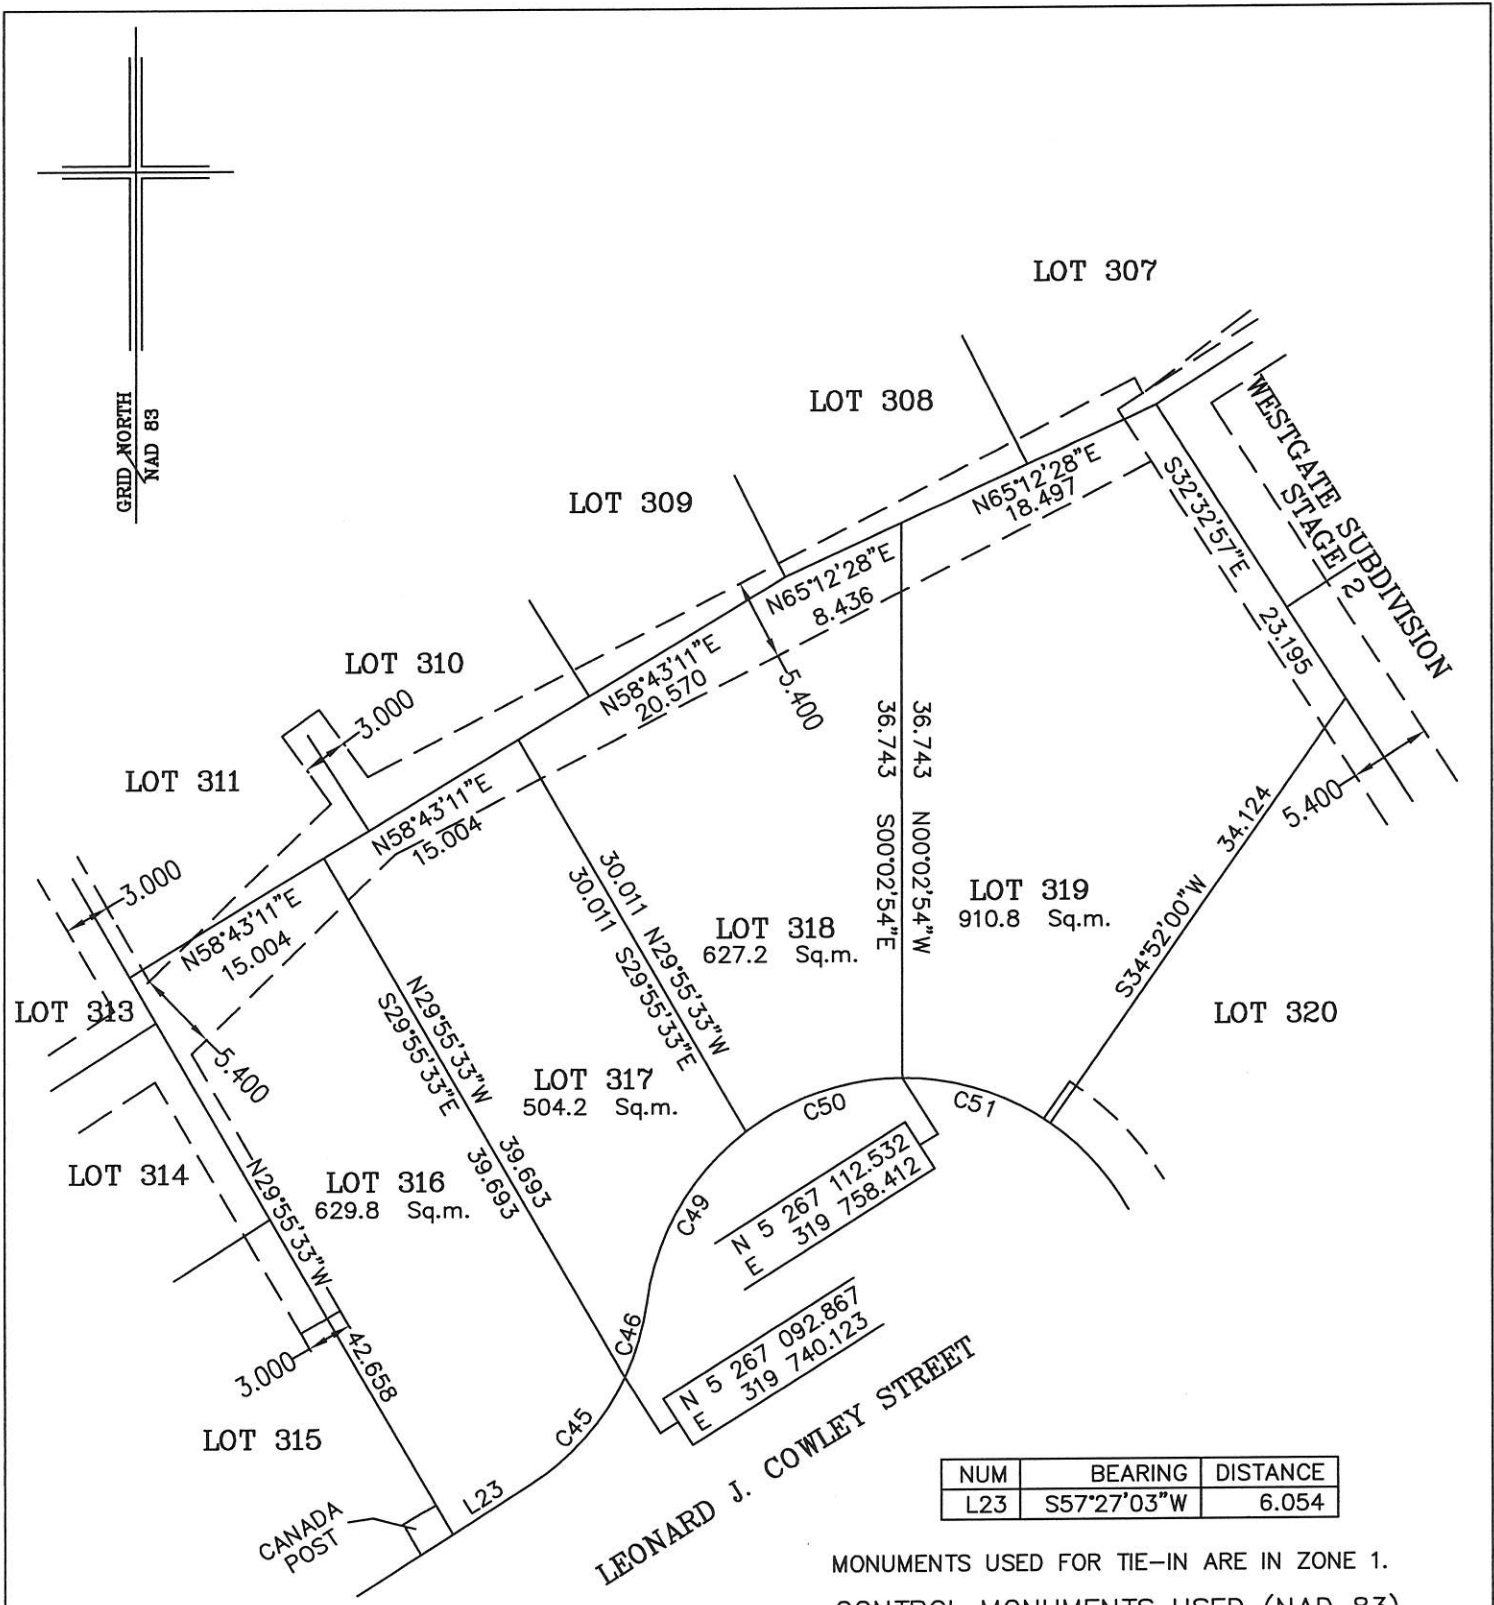 GRID NORTH
NAD 83
LOT 307
LOT 308
LOT 309
LOT 310
LOT 311
LOT 313
LOT 314
LOT 315
WESTGATE SUBDIVISION
STAGE 2
N65°12'28"E
18.497
S32°32'57"E
23.195
N65°12'28"E
8.436
N58°43'11"E
20.570
5.400
3.000
N58°43'11"E
15.004
3.000
N58°43'11"E
15.004
5.400
5.400
36.743 S00°02'54"E
36.743 N00°02'54"W
34.124
S34°52'00"W
30.011 N29°55'33"W
30.011 S29°55'33"E
LOT 318
627.2 Sq.m.
LOT 319
910.8 Sq.m.
LOT 320
N29°55'33"W 39.693
S29°55'33"E 39.693
LOT 317
504.2 Sq.m.
LOT 316
629.8 Sq.m.
N29°55'33"W
42.658
3.000
C50
C51
C49
C46
C45
L23
N 5 267 112.532
E 319 758.412
N 5 267 092.867
E 319 740.123
LEONARD J. COWLEY STREET
CANADA
POST
NUM BEARING DISTANCE
L23 S57°27'03"W 6.054
MONUMENTS USED FOR TIE-IN ARE IN ZONE 1.
CONTROL MONUMENTS USED (NAD 83)